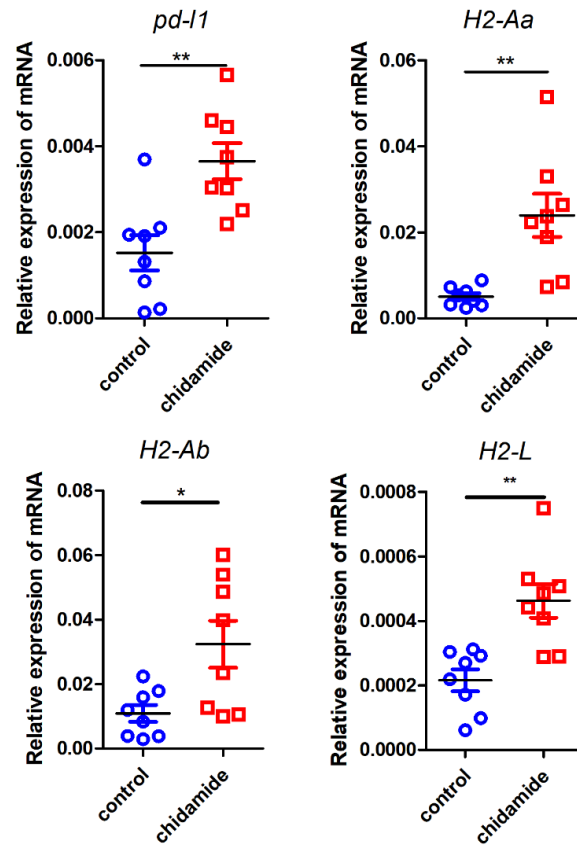 pd-l1
**
Relative expression of mRNA
0.006
0.004
0.002
0.000
control
chidamide
H2-Aa
**
Relative expression of mRNA
0.06
0.04
0.02
0.00
control
chidamide
H2-Ab
*
Relative expression of mRNA
0.08
0.06
0.04
0.02
0.00
control
chidamide
H2-L
**
Relative expression of mRNA
0.0008
0.0006
0.0004
0.0002
0.0000
control
chidamide